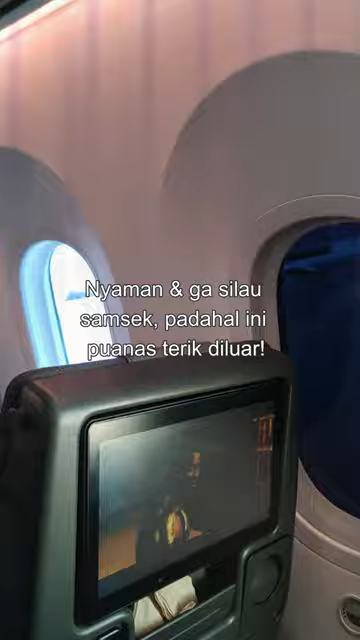 Nyaman & ga silau
samsek, padahal ini
puanas terik diluar!